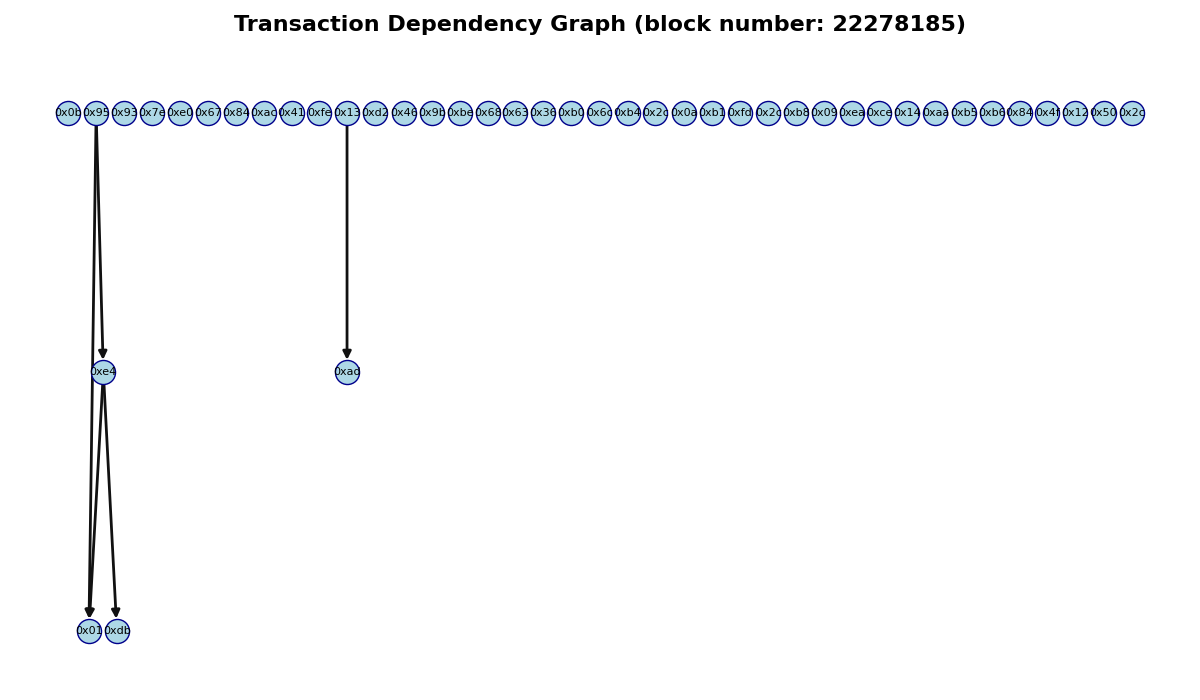 Transaction Dependency Graph (block number: 22278185)
0x0b 0x95 0x93 0x7e 0xe0 0x67 0x84 0xac 0x41 0xfe 0x13 0xd2 0x46 0x9b 0xbe 0x68 0x63 0x36 0xb0 0x6c 0xb4 0x2c 0x0a 0xb1 0xfd 0x2c 0xb8 0x09 0xea 0xce 0x14 0xaa 0xb5 0xb6 0x84 0x4f 0x12 0x50 0x2c
0xe4 0xad
0x01 0xdb